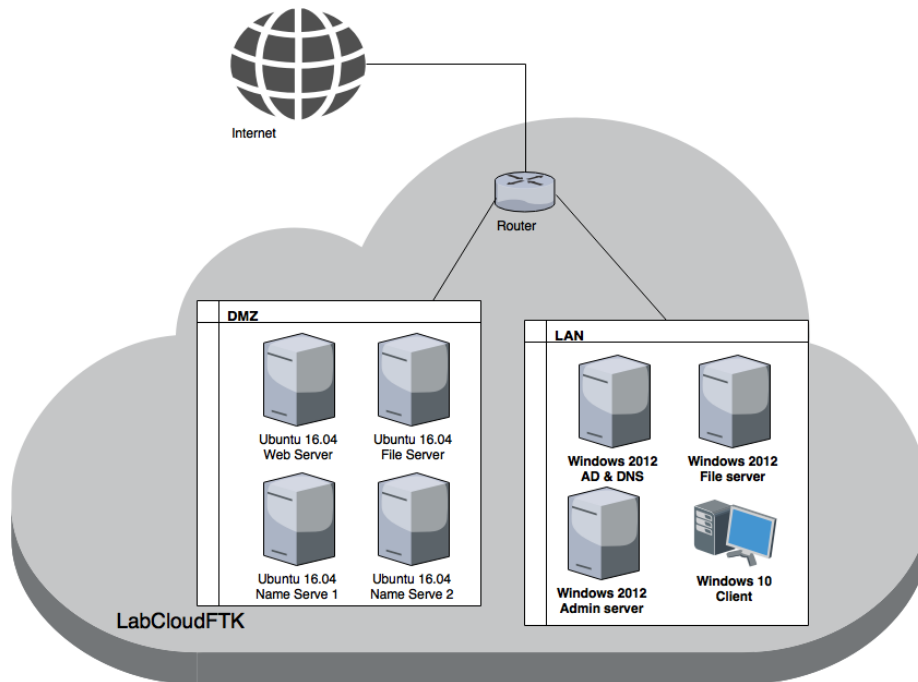 Internet
Router
DMZ
Ubuntu 16.04
Web Server
Ubuntu 16.04
File Server
Ubuntu 16.04
Name Serve 1
Ubuntu 16.04
Name Serve 2
LAN
Windows 2012
AD & DNS
Windows 2012
File server
Windows 2012
Admin server
Windows 10
Client
LabCloudFTK